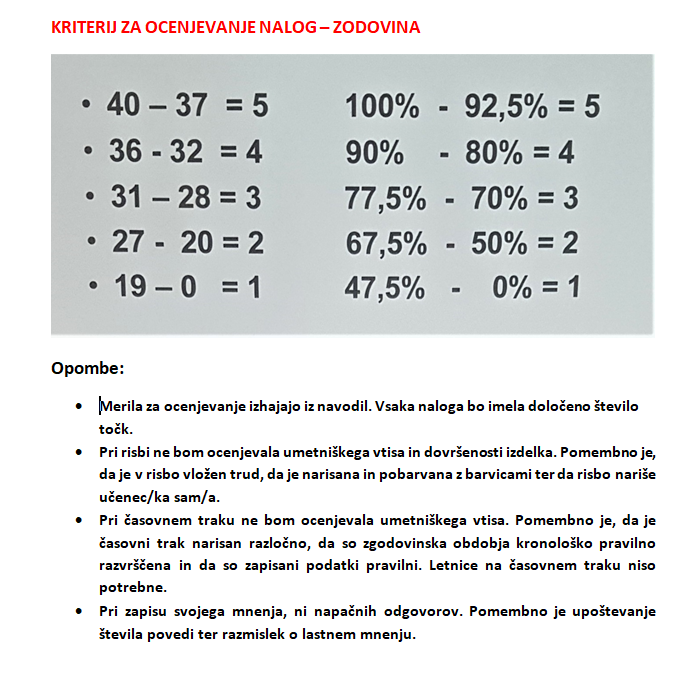 KRITERIJ ZA OCENJEVANJE NALOG – ZODOVINA
• 40 – 37 = 5 100% - 92,5% = 5
• 36 - 32 = 4 90% - 80% = 4
• 31 – 28 = 3 77,5% - 70% = 3
• 27 - 20 = 2 67,5% - 50% = 2
• 19 – 0 = 1 47,5% - 0% = 1
Opombe:
• Merila za ocenjevanje izhajajo iz navodil. Vsaka naloga bo imela določeno število
točk.
• Pri risbi ne bom ocenjevala umetniškega vtisa in dovršenosti izdelka. Pomembno je,
da je v risbo vložen trud, da je narisana in pobarvana z barvicami ter da risbo nariše
učenec/ka sam/a.
• Pri časovnem traku ne bom ocenjevala umetniškega vtisa. Pomembno je, da je
časovni trak narisan razločno, da so zgodovinska obdobja kronološko pravilno
razvrščena in da so zapisani podatki pravilni. Letnice na časovnem traku niso
potrebne.
• Pri zapisu svojega mnenja, ni napačnih odgovorov. Pomembno je upoštevanje
števila povedi ter razmislek o lastnem mnenju.